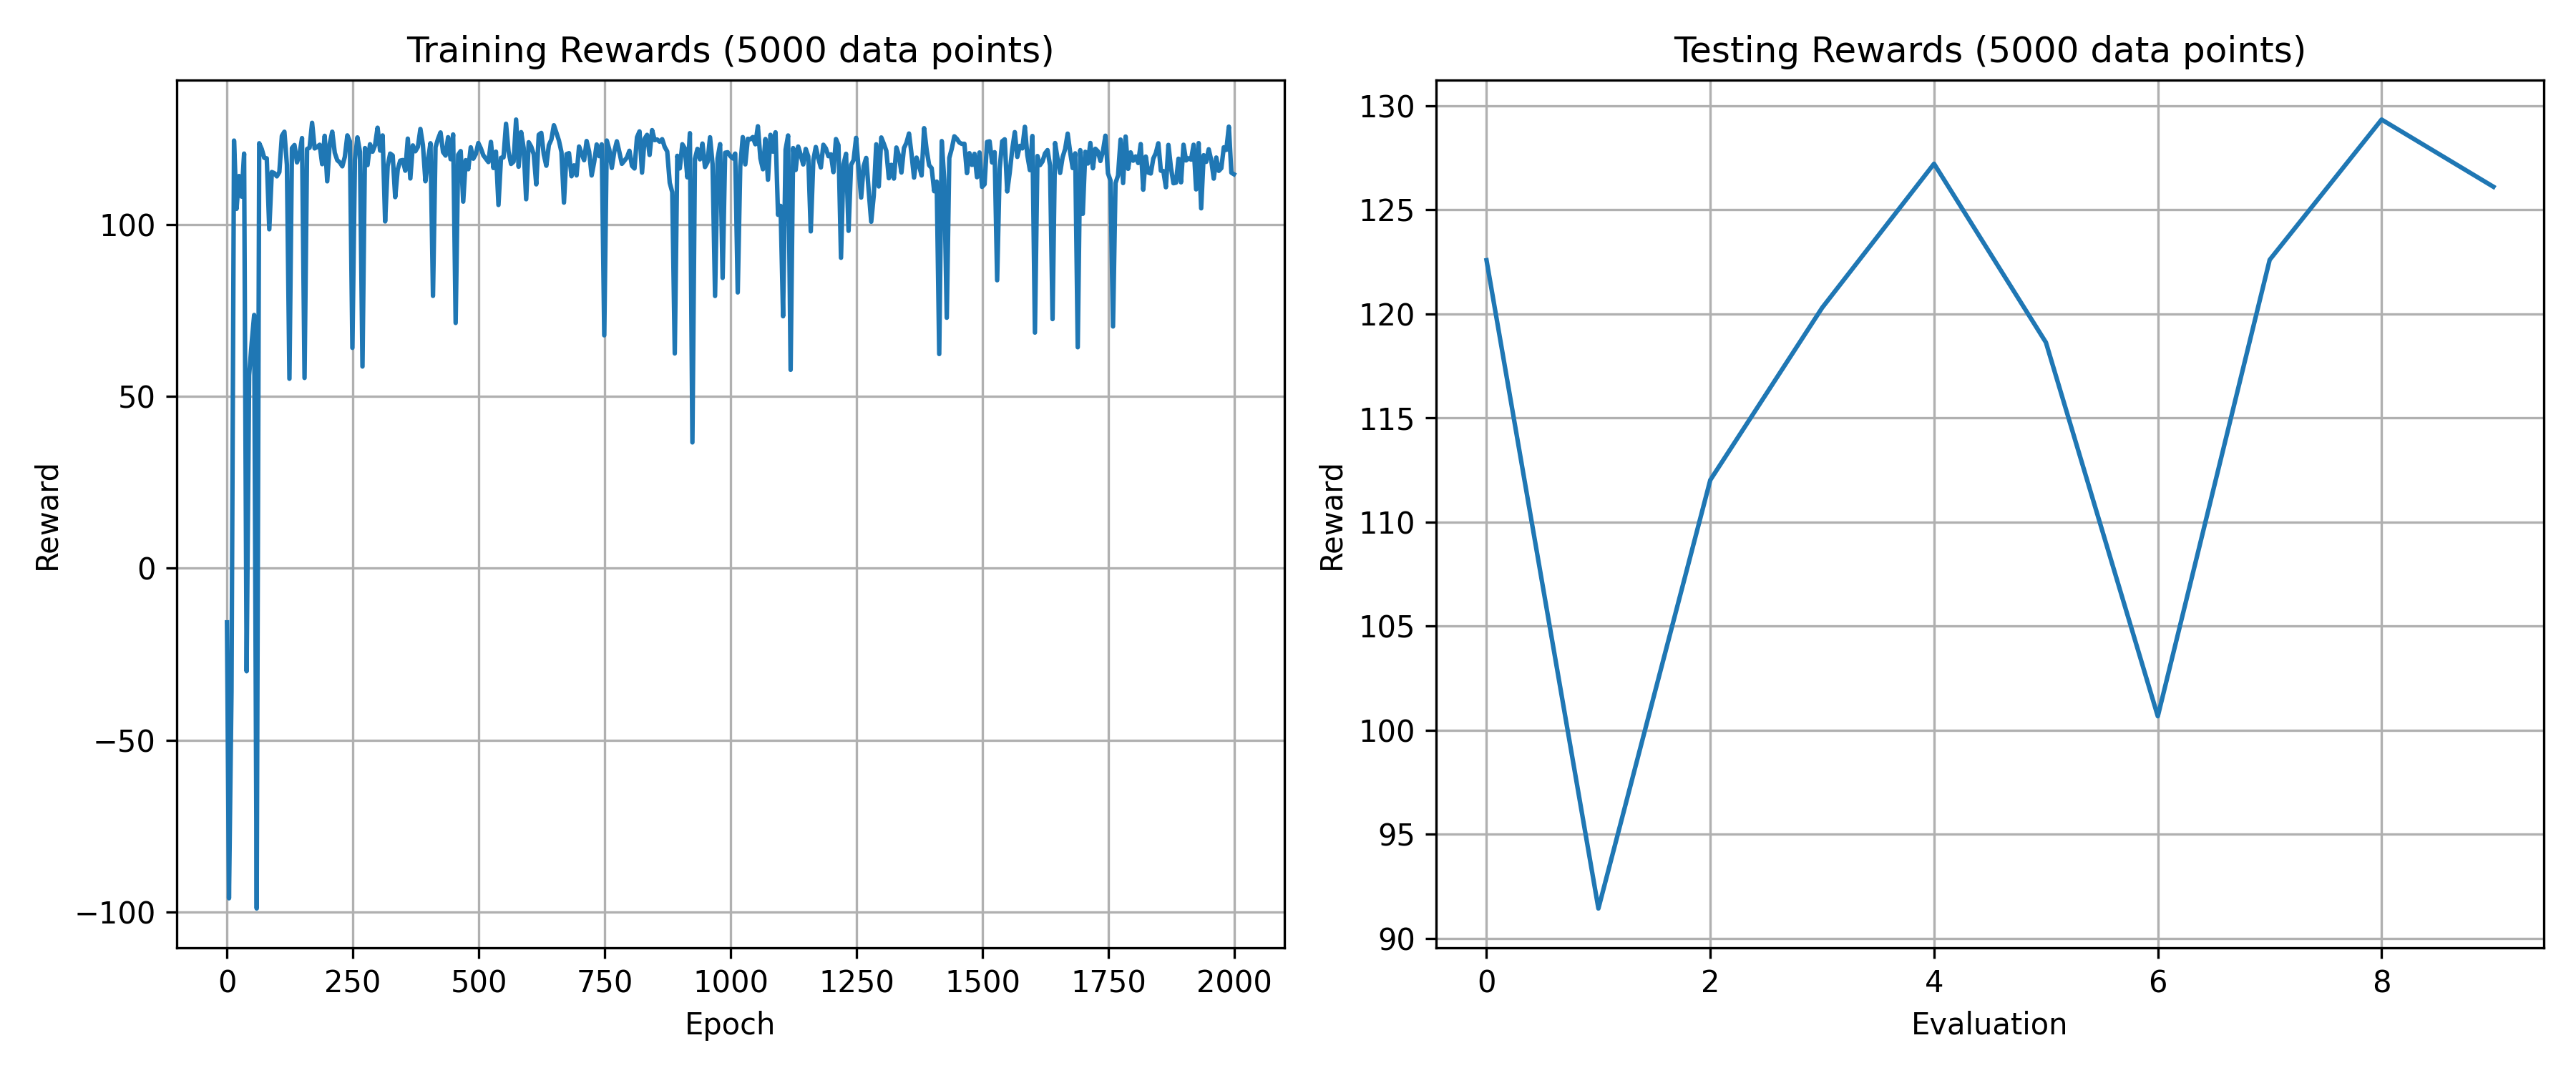 Training Rewards (5000 data points)
Reward
100
50
0
−50
−100
0 250 500 750 1000 1250 1500 1750 2000
Epoch
Testing Rewards (5000 data points)
Reward
130
125
120
115
110
105
100
95
90
0 2 4 6 8
Evaluation